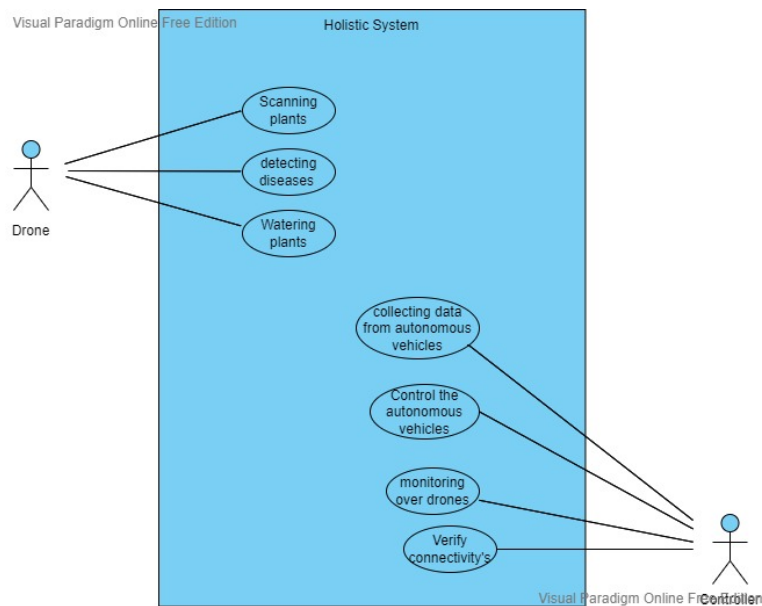 Visual Paradigm Online Free Edition
Holistic System
Scanning
plants
detecting
diseases
Watering
plants
Drone
collecting data
from autonomous
vehicles
Control the
autonomous
vehicles
monitoring
over drones
Verify
connectivity's
Visual Paradigm Online Free Edition
Controller